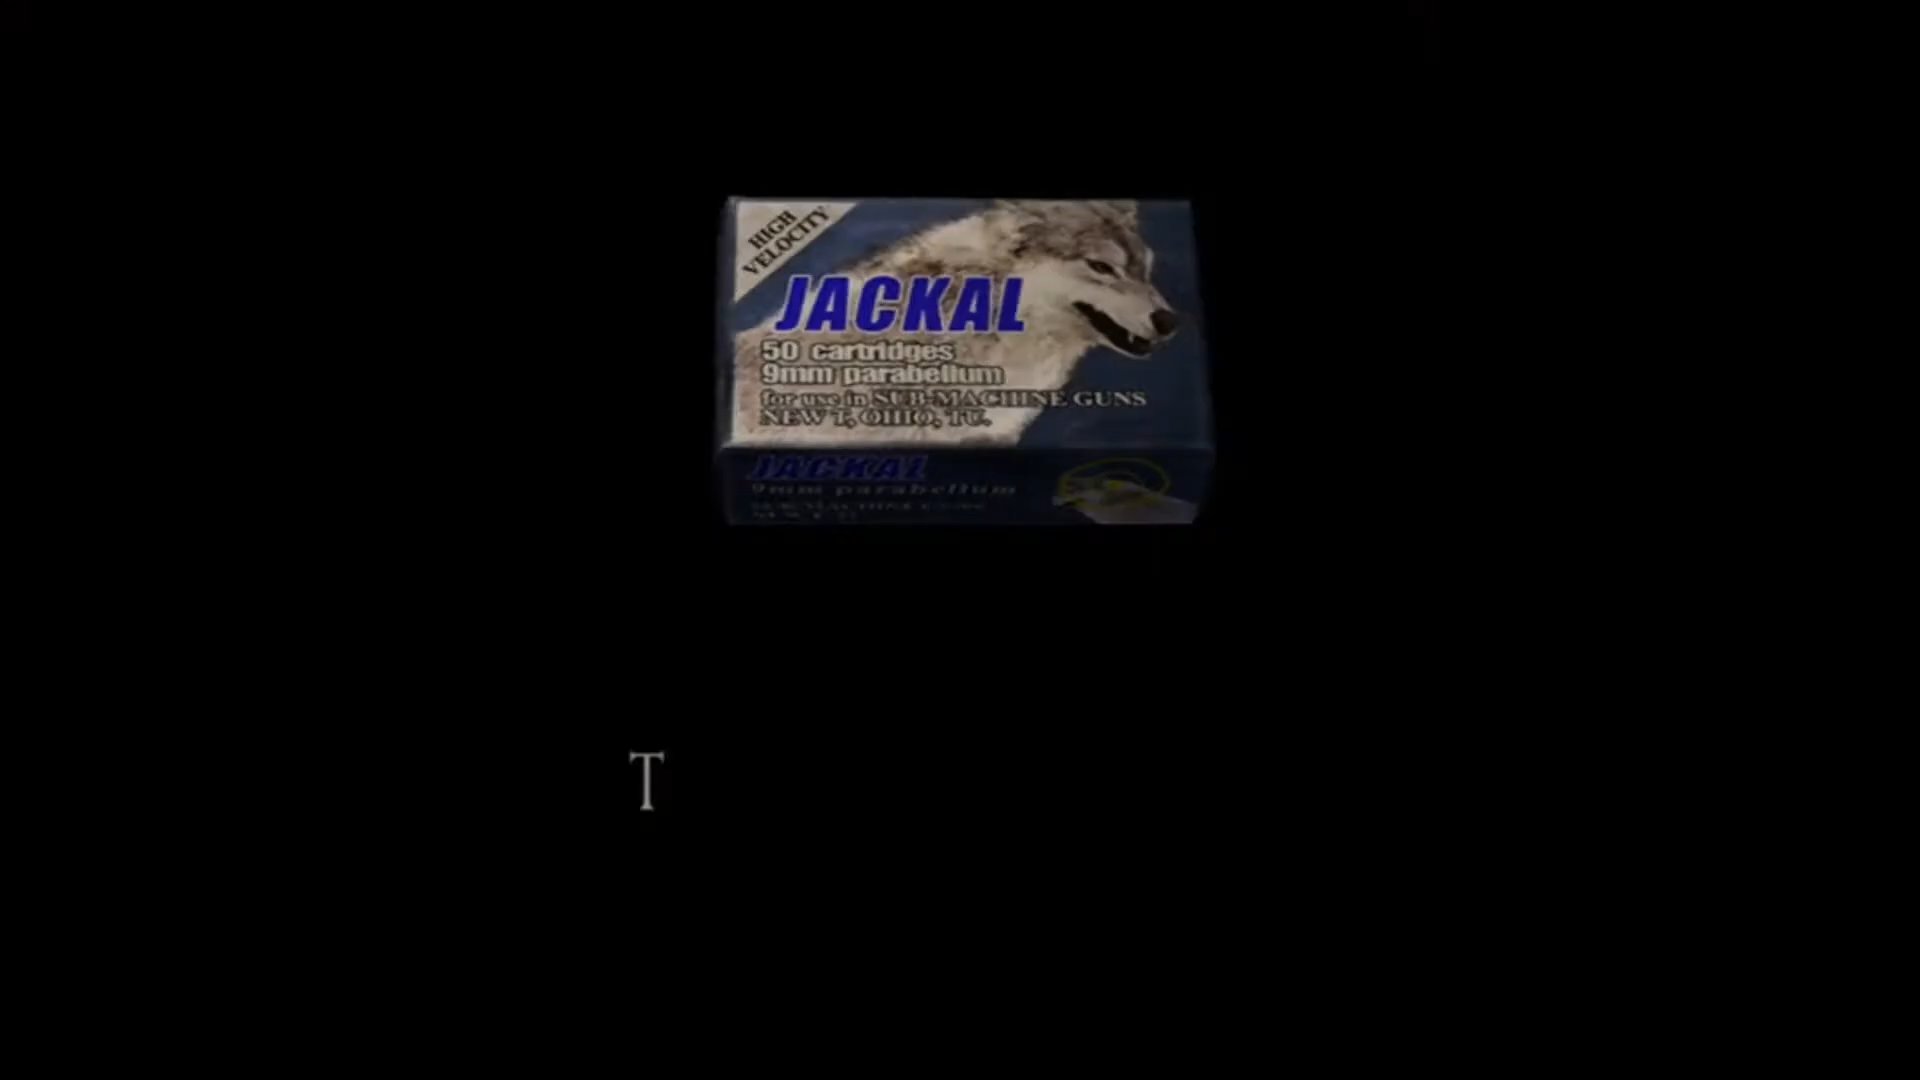 HIGH
VELOCITY
JACKAL
50 cartridges
9mm parabellum
for use in SUB-MACHINE GUNS
NEW T, OHIO, TU.
JACKAL
9mm parabellum
T